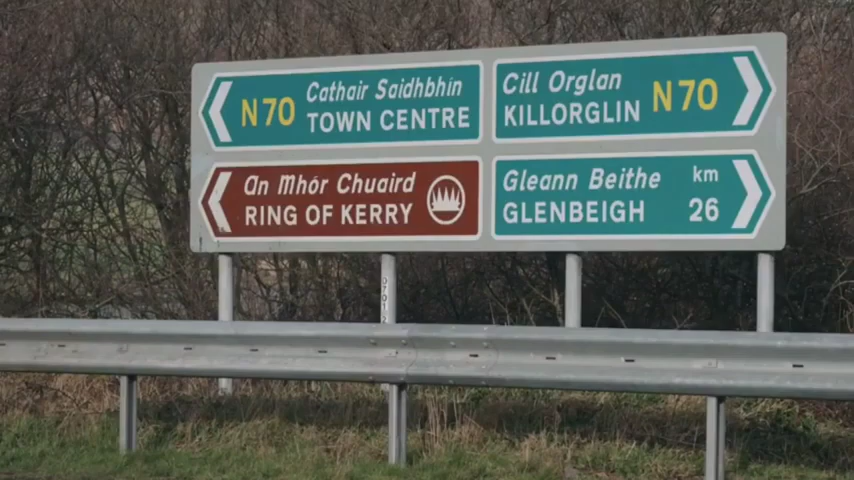 N70 Cathair Saidhbhín
TOWN CENTRE
Cill Orglan N70
KILLORGLIN
An Mhór Chuaird
RING OF KERRY
Gleann Beithe km
GLENBEIGH 26